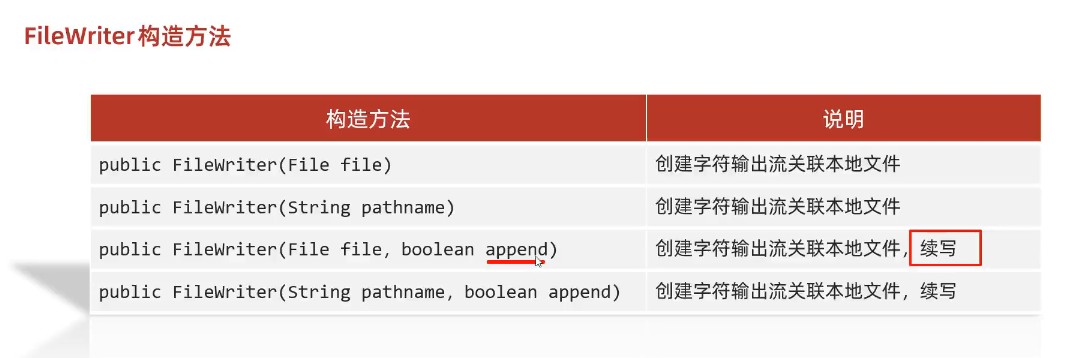 FileWriter构造方法
构造方法 说明
public FileWriter(File file) 创建字符输出流关联本地文件
public FileWriter(String pathname) 创建字符输出流关联本地文件
public FileWriter(File file, boolean append) 创建字符输出流关联本地文件，续写
public FileWriter(String pathname, boolean append) 创建字符输出流关联本地文件，续写